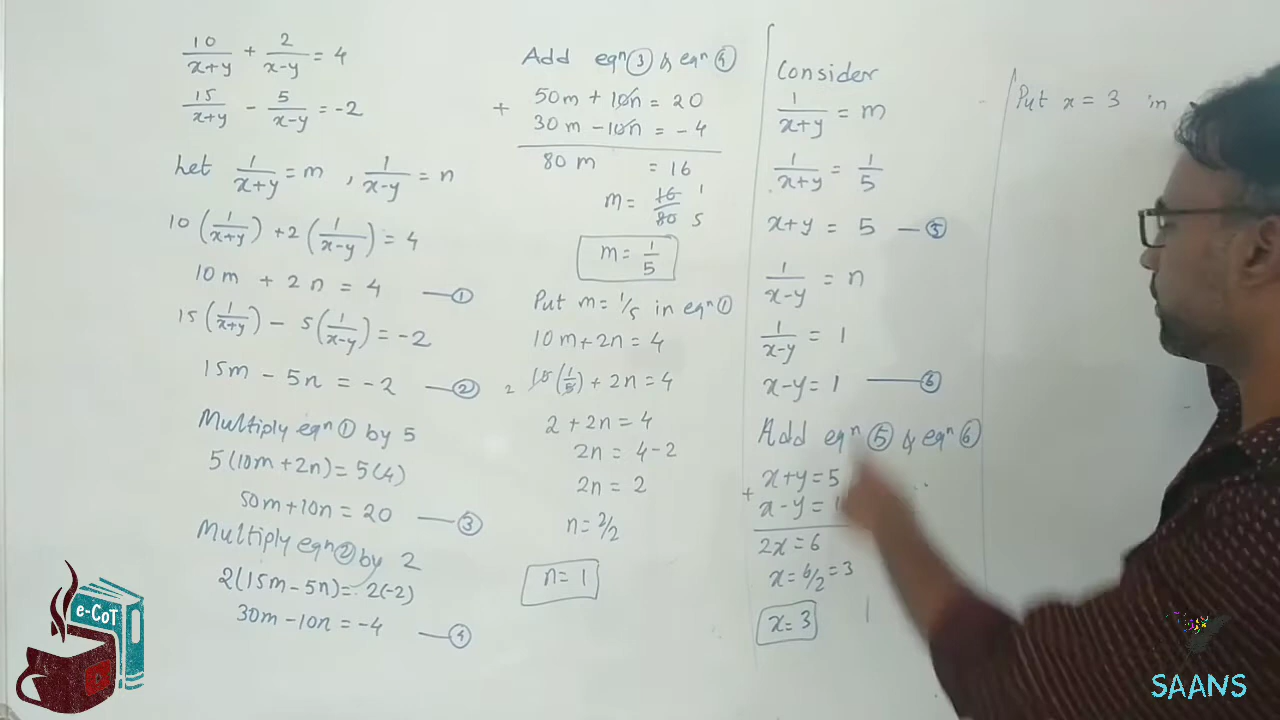 10/(x+y) + 2/(x-y) = 4
15/(x+y) - 5/(x-y) = -2
Let 1/(x+y) = m , 1/(x-y) = n
10 (1/(x+y)) + 2 (1/(x-y)) = 4
10m + 2n = 4 — ①
15 (1/(x+y)) - 5 (1/(x-y)) = -2
15m - 5n = -2 — ②
Multiply eqⁿ ① by 5
5(10m + 2n) = 5(4)
50m + 10n = 20 — ③
Multiply eqⁿ ② by 2
2(15m - 5n) = 2(-2)
30m - 10n = -4 — ④
Add eqⁿ ③ & eqⁿ ④
+ 50m + 10n = 20
30m - 10n = -4
80m = 16
m = 16/80 1 5
m = 1/5
Put m = 1/5 in eqⁿ ①
10m + 2n = 4
2 10 (1/5) + 2n = 4
2 + 2n = 4
2n = 4 - 2
2n = 2
n = 2/2
n = 1
Consider
1/(x+y) = m
1/(x+y) = 1/5
x+y = 5 — ⑤
1/(x-y) = n
1/(x-y) = 1
x-y = 1 — ⑥
Add eqⁿ ⑤ & eqⁿ ⑥
+ x+y = 5
x-y = 1
2x = 6
x = 6/2 = 3
x = 3
Put x = 3 in
e-CoT
SAANS